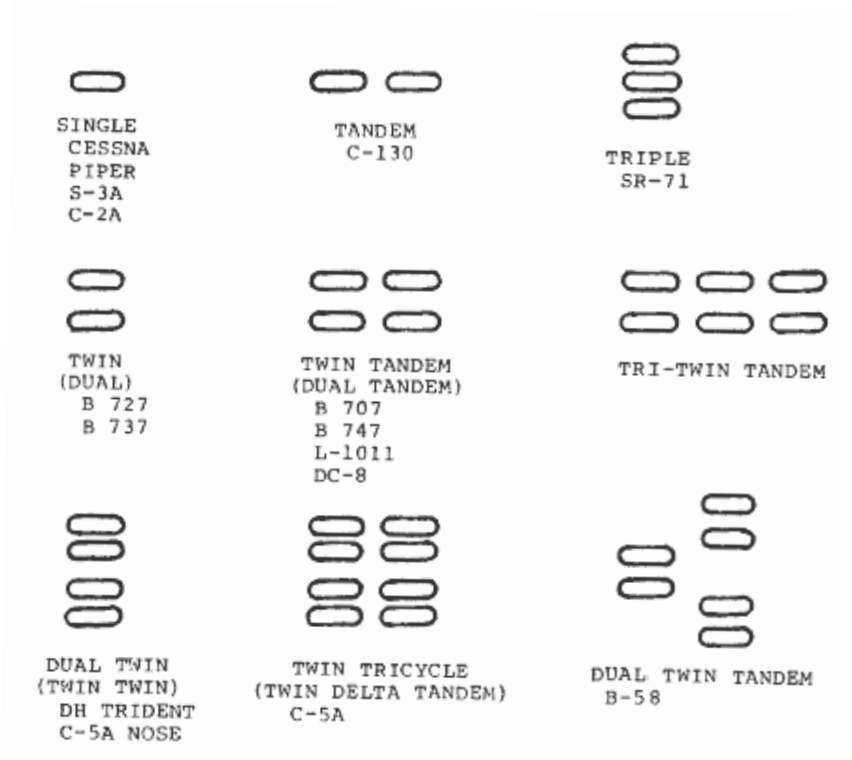 SINGLE
CESSNA
PIPER
S-3A
C-2A
TANDEM
C-130
TRIPLE
SR-71
TWIN
(DUAL)
B 727
B 737
TWIN TANDEM
(DUAL TANDEM)
B 707
B 747
L-1011
DC-8
TRI-TWIN TANDEM
DUAL TWIN
(TWIN TWIN)
DH TRIDENT
C-5A NOSE
TWIN TRICYCLE
(TWIN DELTA TANDEM)
C-5A
DUAL TWIN TANDEM
B-58